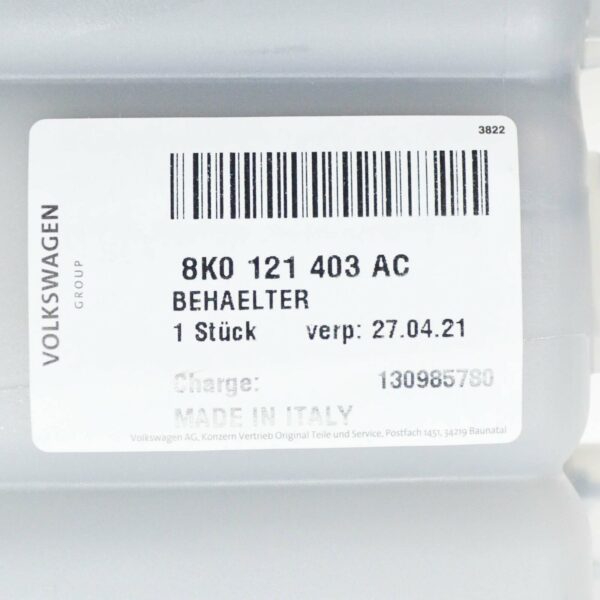 3822
VOLKSWAGEN
GROUP
8K0 121 403 AC
BEHAELTER
1 Stück verp: 27.04.21
Charge: 130985780
MADE IN ITALY
Volkswagen AG, Konzern Vertrieb Original Teile und Service, Postfach 1451, 34219 Baunatal